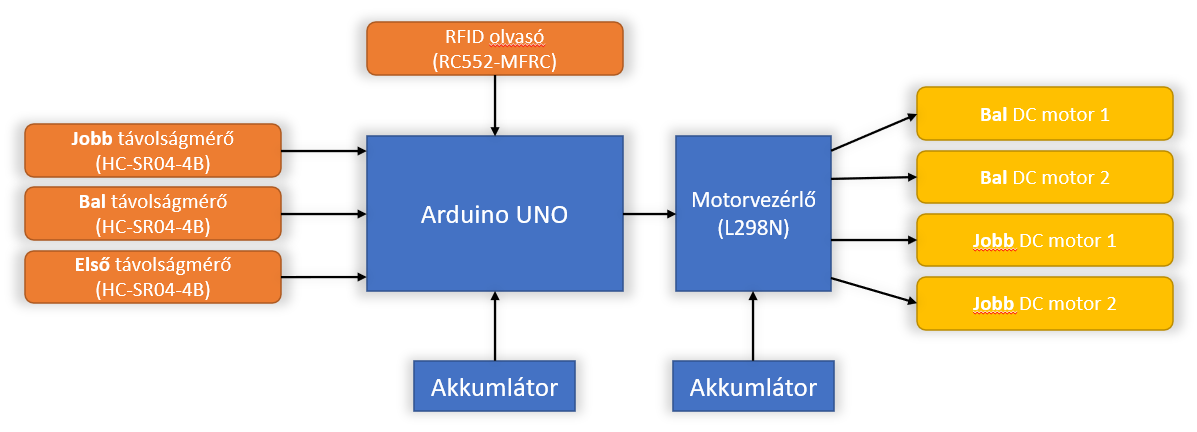 RFID olvasó
(RC552-MFRC)
Jobb távolságmérő
(HC-SR04-4B)
Bal távolságmérő
(HC-SR04-4B)
Első távolságmérő
(HC-SR04-4B)
Arduino UNO
Motorvezérlő
(L298N)
Bal DC motor 1
Bal DC motor 2
Jobb DC motor 1
Jobb DC motor 2
Akkumlátor
Akkumlátor